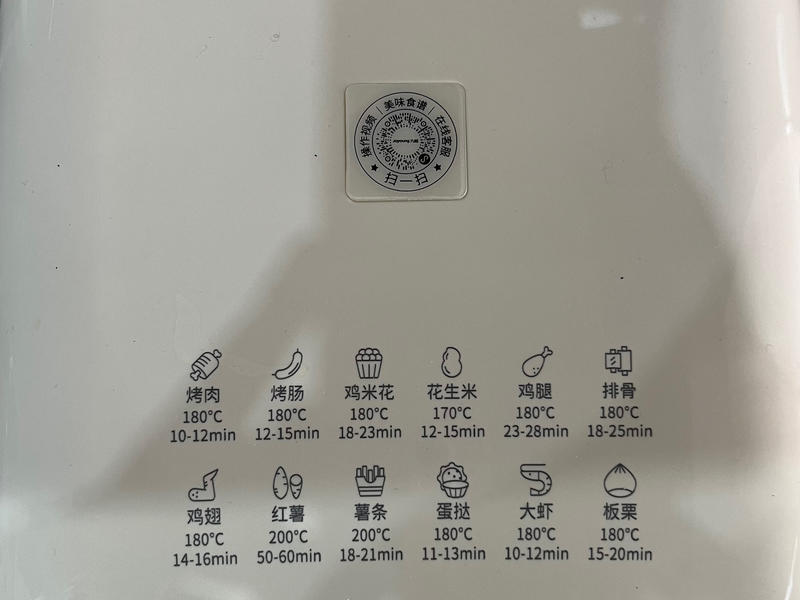 操作视频 | 美味食谱 | 在线客服
★ 扫一扫 ★
烤肉 烤肠 鸡米花 花生米 鸡腿 排骨
180°C 180°C 180°C 170°C 180°C 180°C
10-12min 12-15min 18-23min 12-15min 23-28min 18-25min
鸡翅 红薯 薯条 蛋挞 大虾 板栗
180°C 200°C 200°C 180°C 180°C 180°C
14-16min 50-60min 18-21min 11-13min 10-12min 15-20min